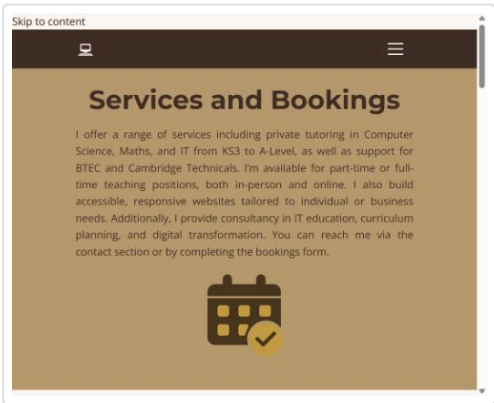 Skip to content
Services and Bookings
I offer a range of services including private tutoring in Computer
Science, Maths, and IT from KS3 to A-Level, as well as support for
BTEC and Cambridge Technicals. I'm available for part-time or full-
time teaching positions, both in-person and online. I also build
accessible, responsive websites tailored to individual or business
needs. Additionally, I provide consultancy in IT education, curriculum
planning, and digital transformation. You can reach me via the
contact section or by completing the bookings form.